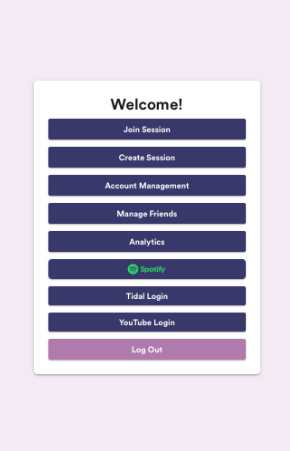 Welcome!
Join Session
Create Session
Account Management
Manage Friends
Analytics
Spotify
Tidal Login
YouTube Login
Log Out